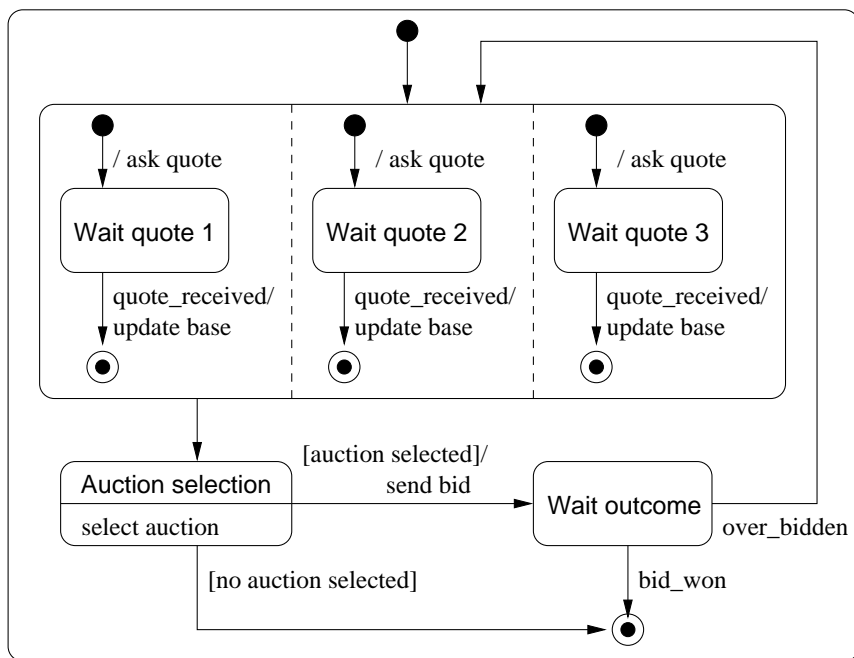 / ask quote
/ ask quote
/ ask quote
Wait quote 1
Wait quote 2
Wait quote 3
quote_received/
update base
quote_received/
update base
quote_received/
update base
Auction selection
select auction
[auction selected]/
send bid
Wait outcome
over_bidden
[no auction selected]
bid_won